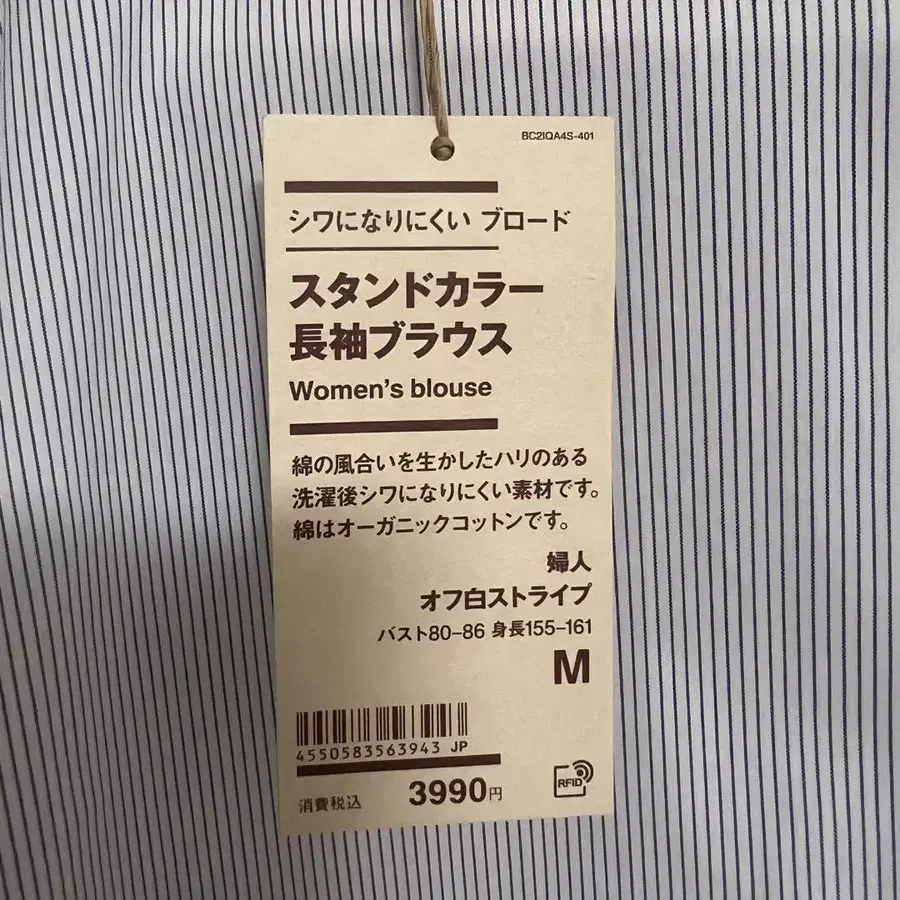 BC2IQA4S-401
シワになりにくい ブロード
スタンドカラー
長袖ブラウス
Women's blouse
綿の風合いを生かしたハリのある
洗濯後シワになりにくい素材です。
綿はオーガニックコットンです。
婦人
オフ白ストライプ
バスト80-86 身長155-161
M
4550583563943 JP
消費税込 3990円
RFID